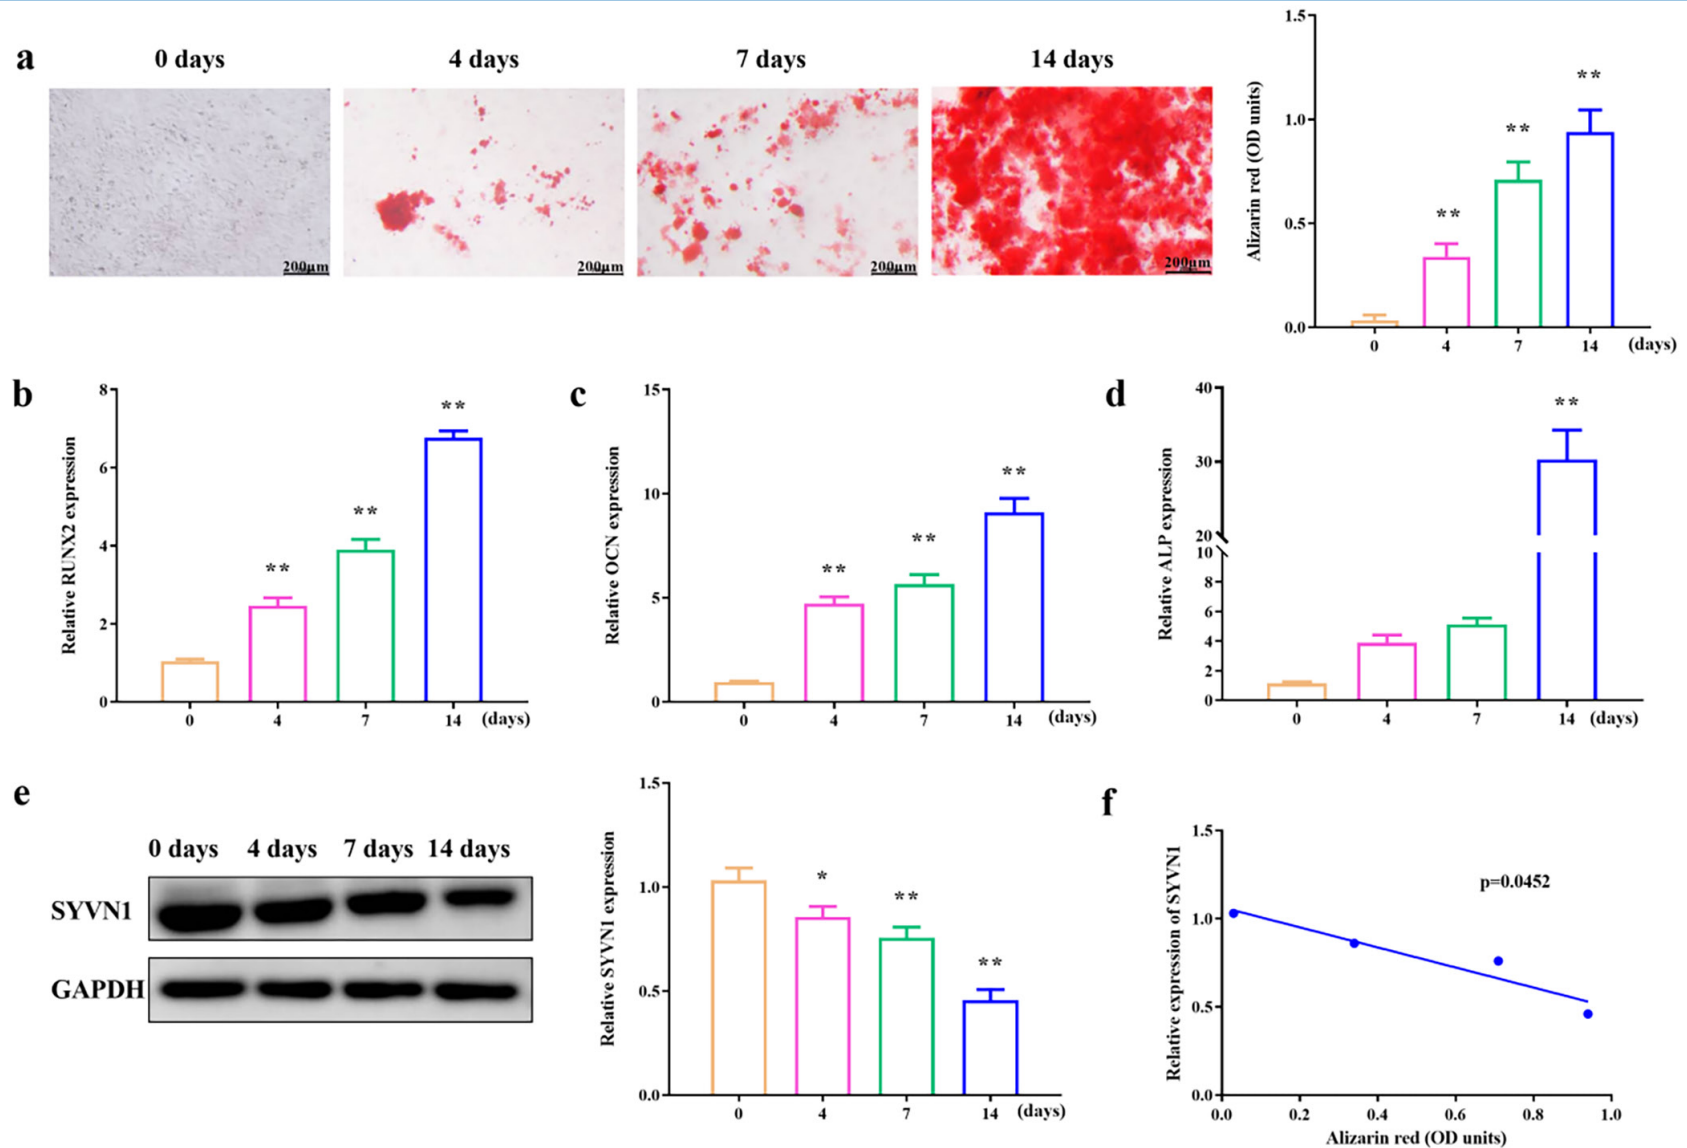 a
0 days
4 days
7 days
14 days
200μm
200μm
200μm
200μm
Alizarin red (OD units)
1.5
1.0
0.5
0.0
**
**
**
0 4 7 14 (days)
b
Relative RUNX2 expression
8
6
4
2
0
**
**
**
0 4 7 14 (days)
c
Relative OCN expression
15
10
5
0
**
**
**
0 4 7 14 (days)
d
Relative ALP expression
40
30
20
10
8
6
4
2
0
**
0 4 7 14 (days)
e
0 days 4 days 7 days 14 days
SYVN1
GAPDH
Relative SYVN1 expression
1.5
1.0
0.5
0.0
*
**
**
0 4 7 14 (days)
f
Relative expression of SYVN1
1.5
1.0
0.5
0.0
p=0.0452
0.0 0.2 0.4 0.6 0.8 1.0
Alizarin red (OD units)